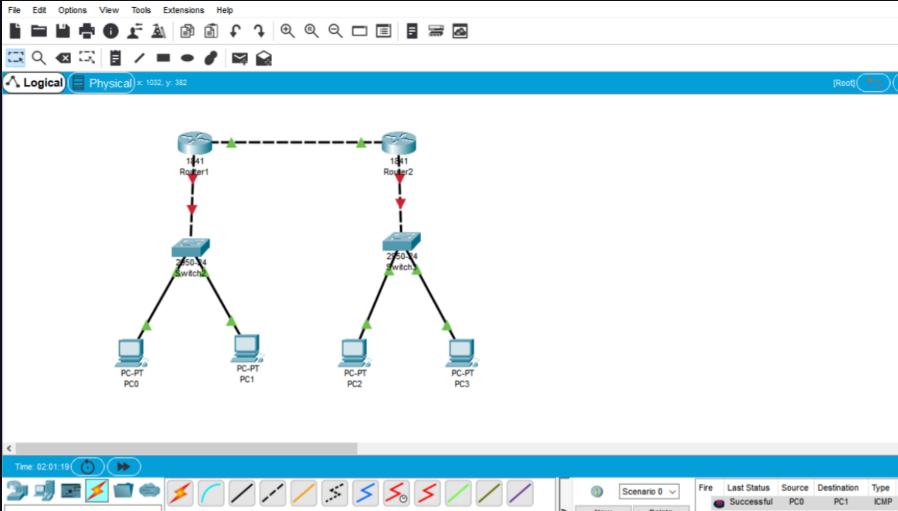 File Edit Options View Tools Extensions Help
Logical Physical x: 1032, y: 382 [Root]
1841
Router1
1841
Router2
2950-24
Switch2
2950-24
PC-PT
PC0
PC-PT
PC1
PC-PT
PC2
PC-PT
PC3
Time: 02:01:19
Scenario 0
Fire Last Status Source Destination Type
Successful PC0 PC1 ICMP